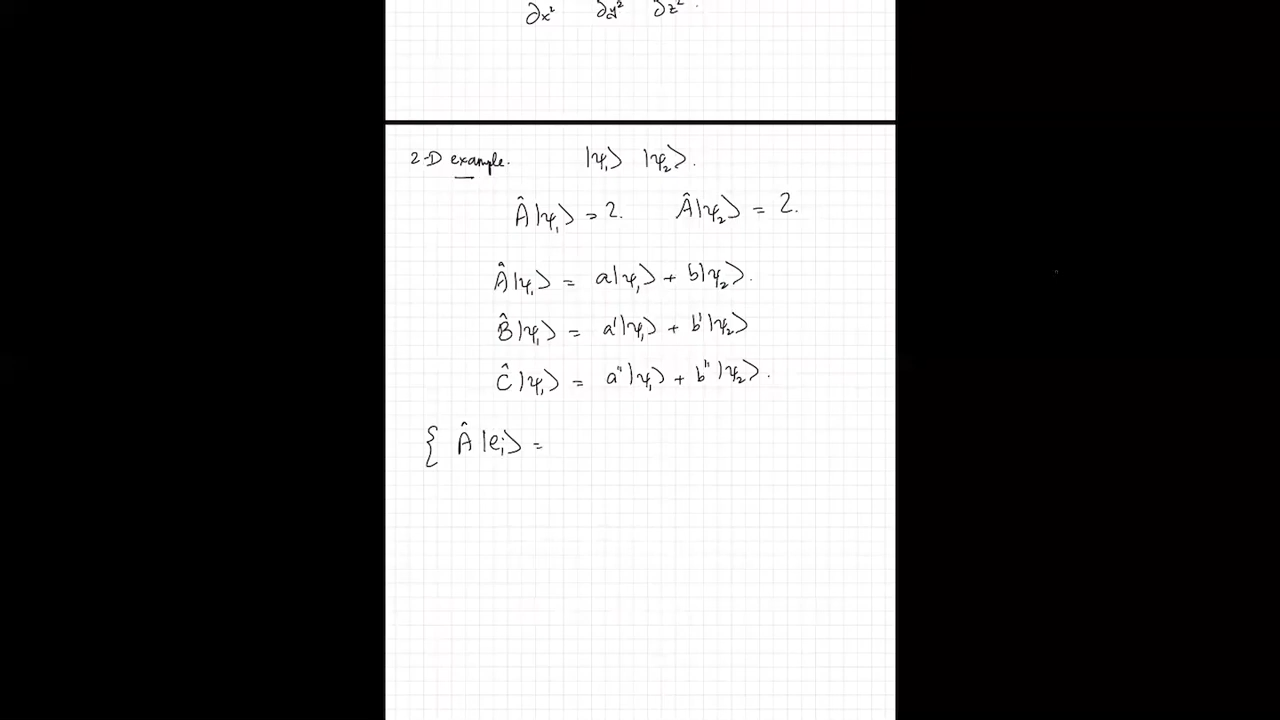 ∂x² ∂y² ∂z².
2-D example. |ψ₁⟩ |ψ₂⟩.
Â|ψ₁⟩ = 2. Â|ψ₂⟩ = 2.
Â|ψ₁⟩ = a|ψ₁⟩ + b|ψ₂⟩.
B̂|ψ₁⟩ = a'|ψ₁⟩ + b'|ψ₂⟩
Ĉ|ψ₁⟩ = a"|ψ₁⟩ + b"|ψ₂⟩.
{ Â|eᵢ⟩ =